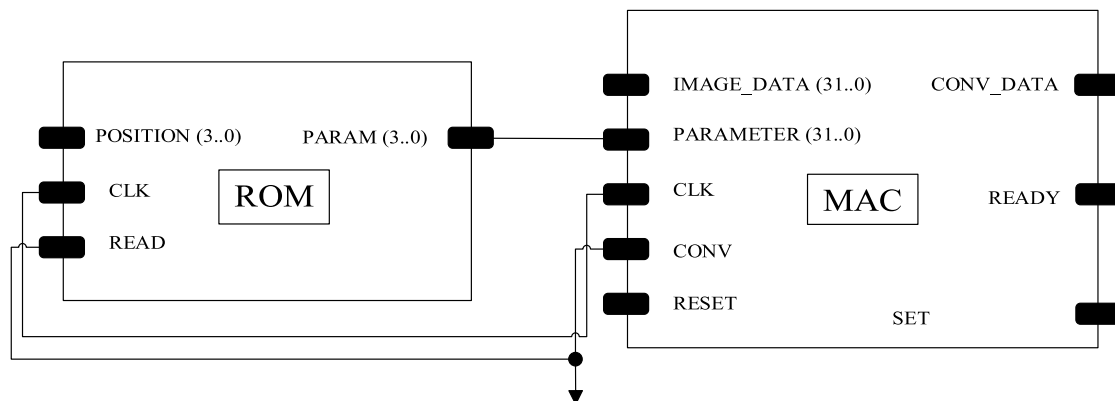 POSITION (3..0)
PARAM (3..0)
CLK
ROM
READ
IMAGE_DATA (31..0)
CONV_DATA
PARAMETER (31..0)
CLK
MAC
READY
CONV
RESET
SET